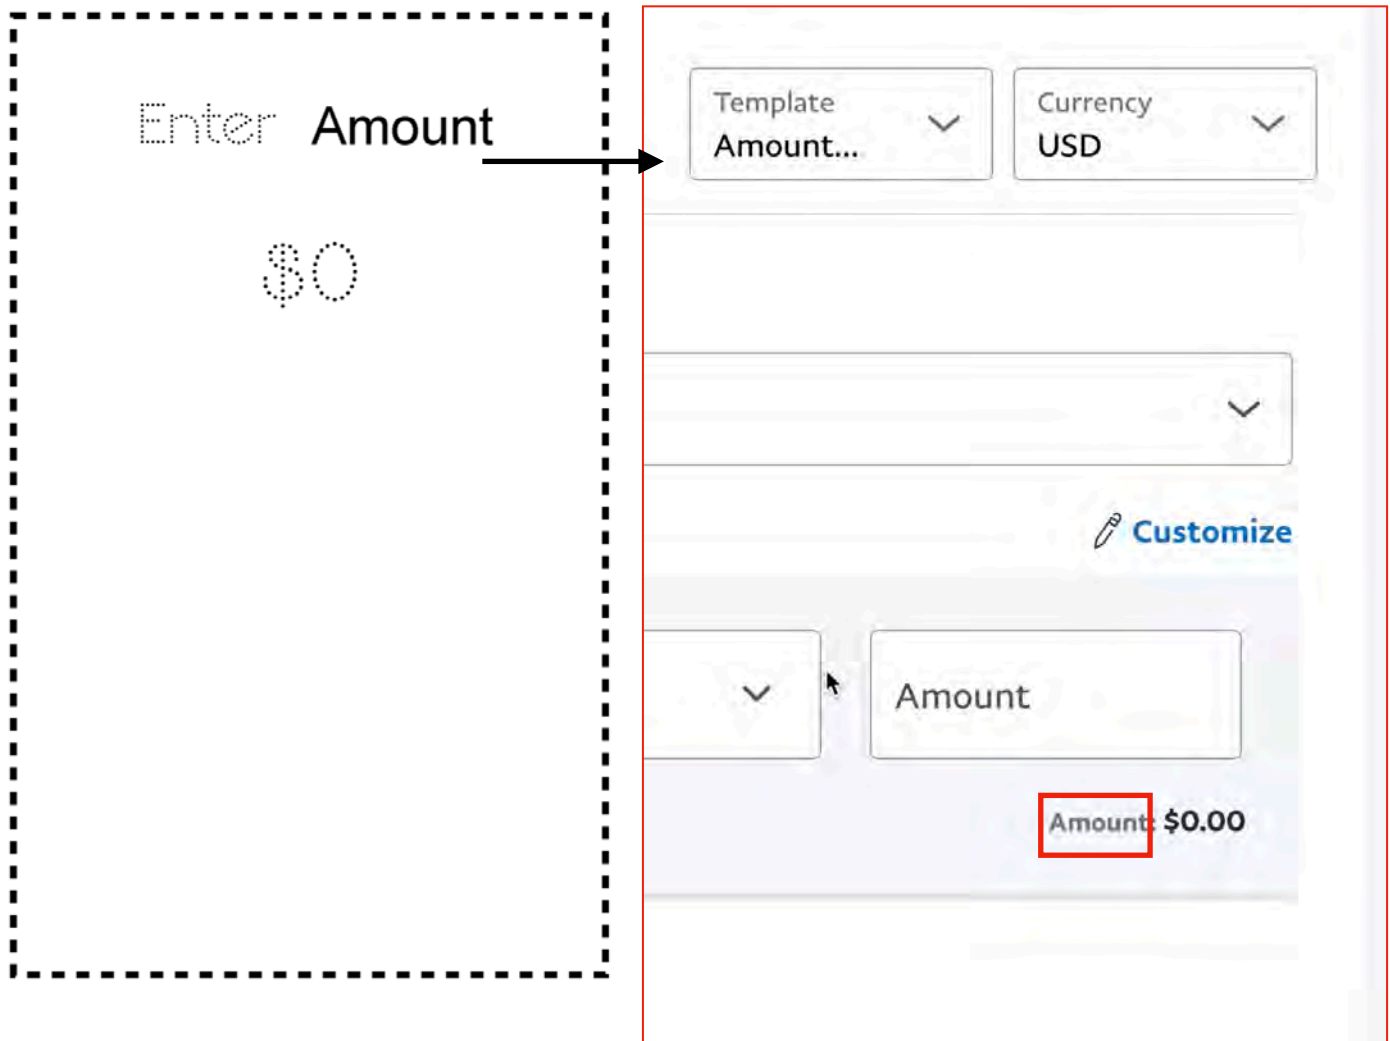 Enter Amount
$0
Template
Amount...
Currency
USD
Customize
Amount
Amount: $0.00